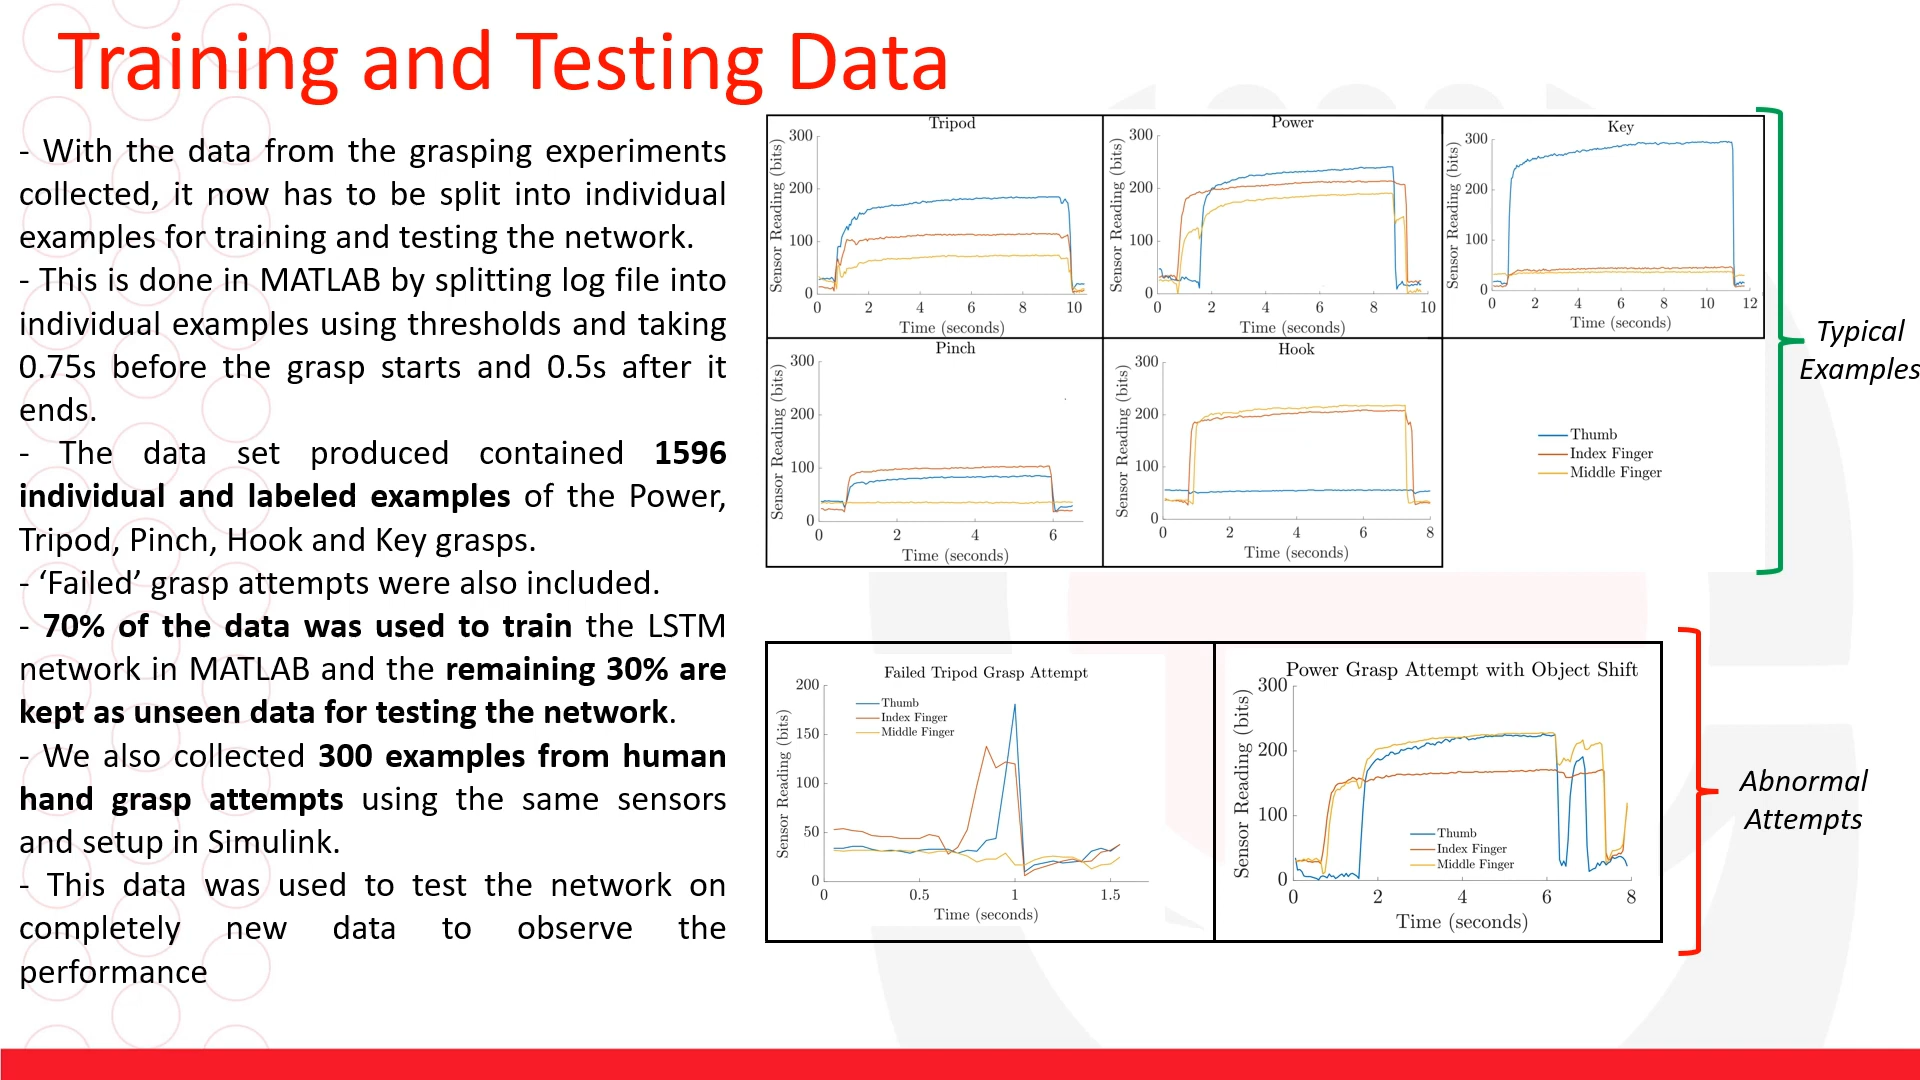 Training and Testing Data
- With the data from the grasping experiments
collected, it now has to be split into individual
examples for training and testing the network.
- This is done in MATLAB by splitting log file into
individual examples using thresholds and taking
0.75s before the grasp starts and 0.5s after it
ends.
- The data set produced contained 1596
individual and labeled examples of the Power,
Tripod, Pinch, Hook and Key grasps.
- ‘Failed’ grasp attempts were also included.
- 70% of the data was used to train the LSTM
network in MATLAB and the remaining 30% are
kept as unseen data for testing the network.
- We also collected 300 examples from human
hand grasp attempts using the same sensors
and setup in Simulink.
- This data was used to test the network on
completely new data to observe the
performance
Tripod
Sensor Reading (bits)
300
200
100
0
0 2 4 6 8 10
Time (seconds)
Power
Sensor Reading (bits)
300
200
100
0
0 2 4 6 8 10
Time (seconds)
Key
Sensor Reading (bits)
300
200
100
0
0 2 4 6 8 10 12
Time (seconds)
Pinch
Sensor Reading (bits)
300
200
100
0
0 2 4 6
Time (seconds)
Hook
Sensor Reading (bits)
300
200
100
0
0 2 4 6 8
Time (seconds)
Thumb
Index Finger
Middle Finger
Typical
Examples
Failed Tripod Grasp Attempt
Sensor Reading (bits)
200
150
100
50
0
Thumb
Index Finger
Middle Finger
0 0.5 1 1.5
Time (seconds)
Power Grasp Attempt with Object Shift
Sensor Reading (bits)
300
200
100
0
Thumb
Index Finger
Middle Finger
0 2 4 6 8
Time (seconds)
Abnormal
Attempts